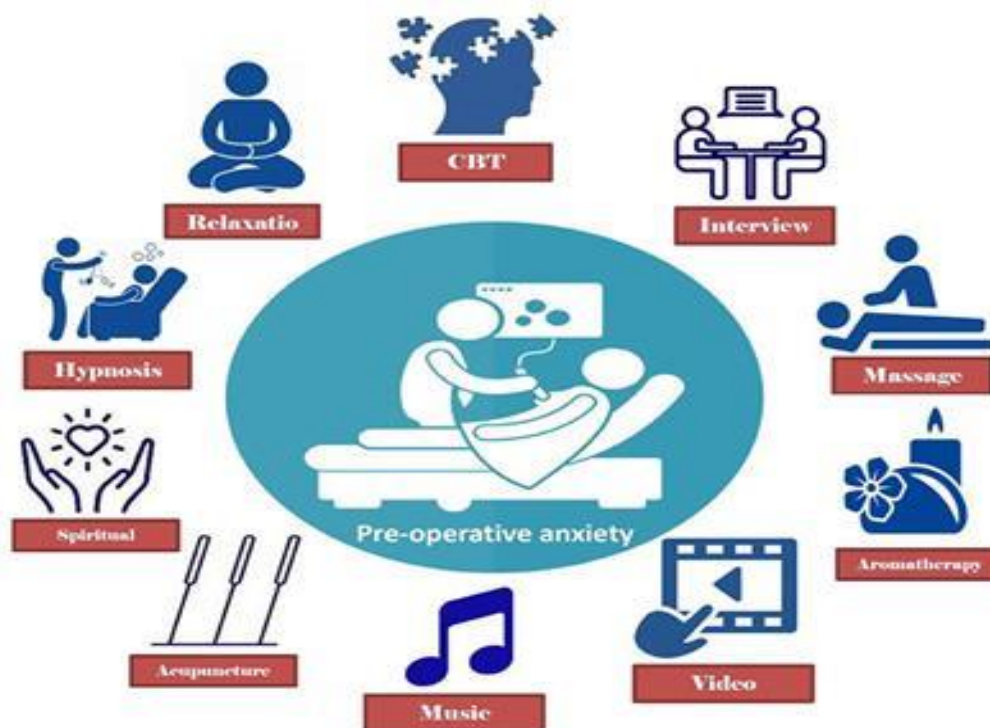 CBT
Relaxatio
Interview
Hypnosis
Massage
Spiritual
Pre-operative anxiety
Aromatherapy
Acupuncture
Video
Music